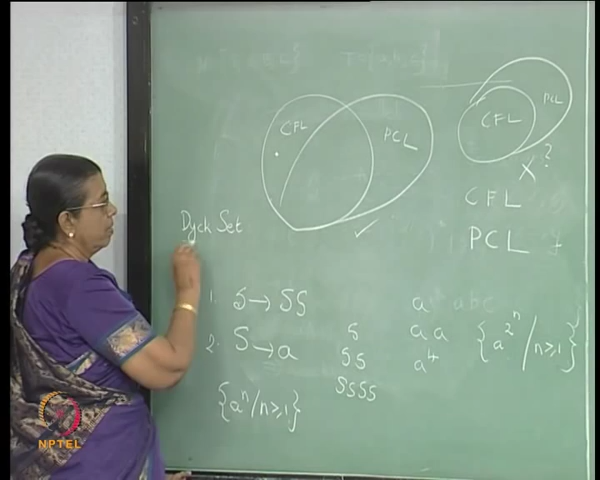 CFL
PCL
CFL
PCL
X ?
CFL
PCL
Dyck Set
1. S → SS
2. S → a
{aⁿ/n≥1}
S
SS
SSSS
a
abc
aa
a⁴
{a^{2^n}/n≥1}
NPTEL